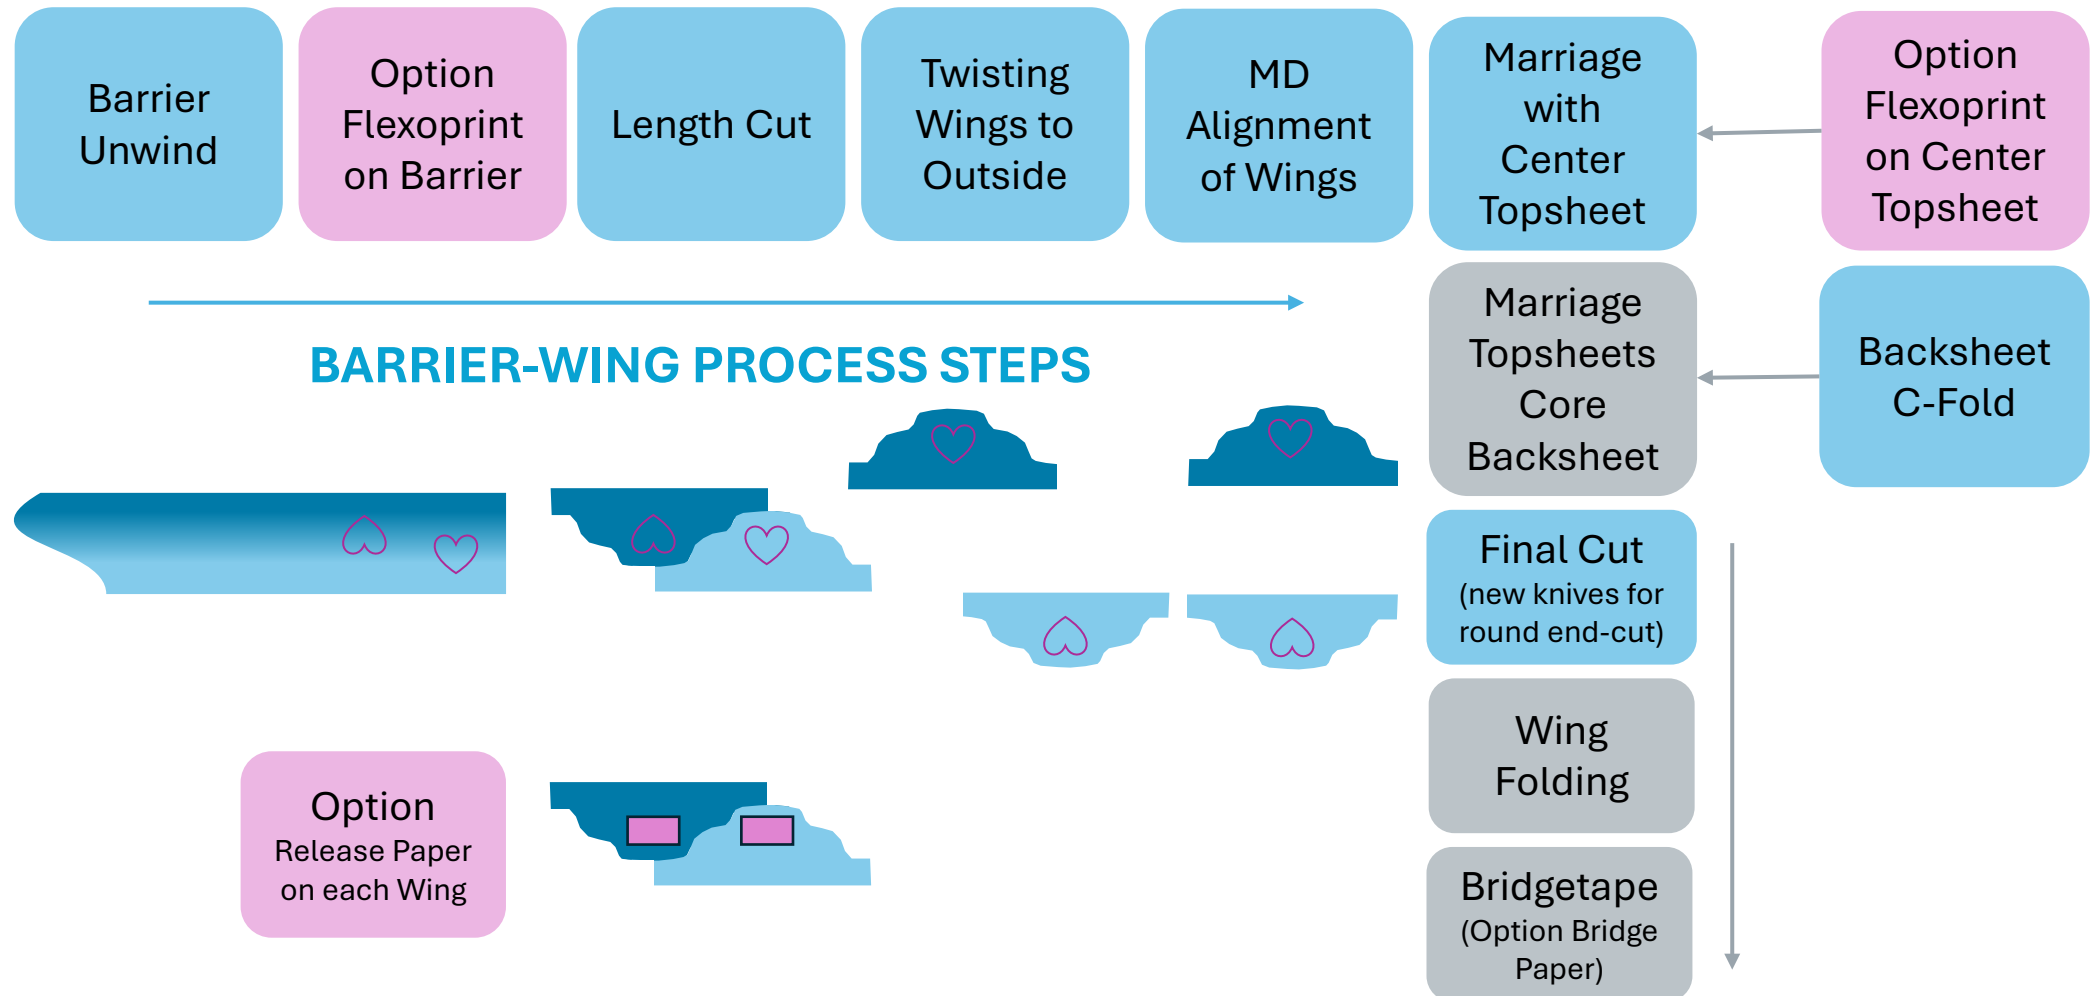 Barrier
Unwind
Option
Flexoprint
on Barrier
Length Cut
Twisting
Wings to
Outside
MD
Alignment
of Wings
Marriage
with
Center
Topsheet
Option
Flexoprint
on Center
Topsheet
BARRIER-WING PROCESS STEPS
Marriage
Topsheets
Core
Backsheet
Backsheet
C-Fold
Final Cut
(new knives for
round end-cut)
Wing
Folding
Option
Release Paper
on each Wing
Bridgetape
(Option Bridge
Paper)